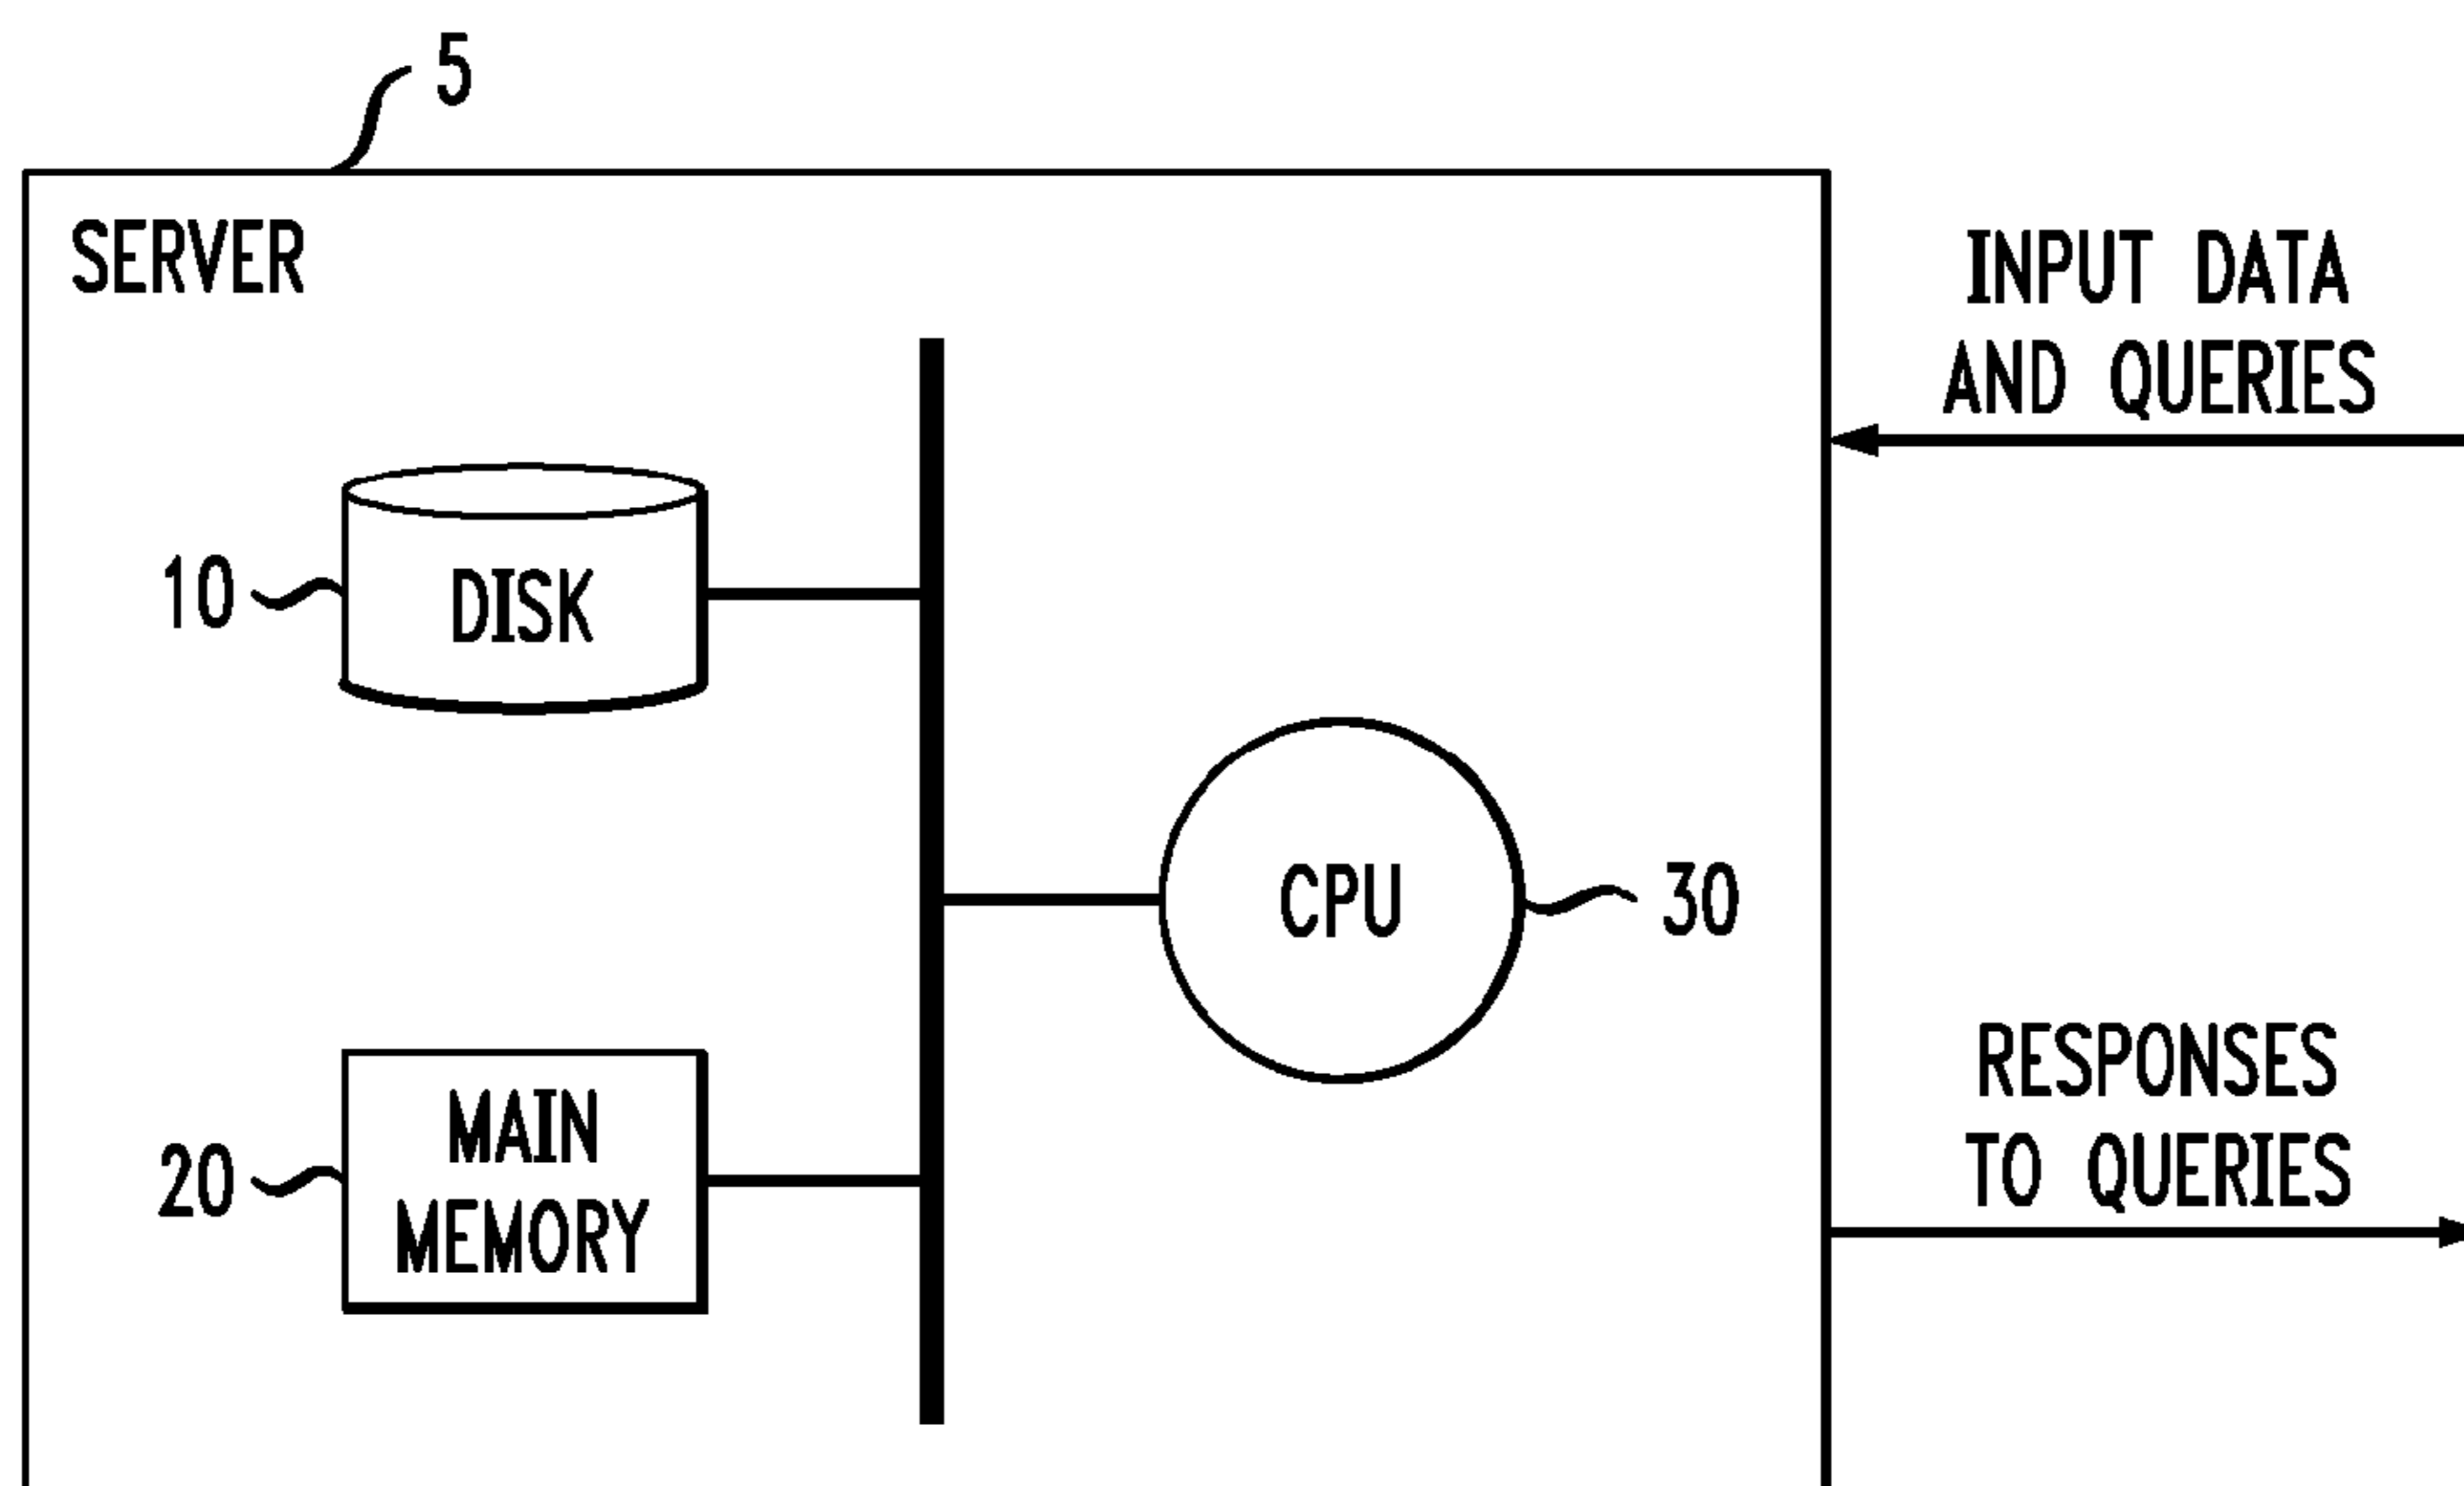 5
SERVER
INPUT DATA
AND QUERIES
10
DISK
CPU
30
RESPONSES
TO QUERIES
20
MAIN
MEMORY